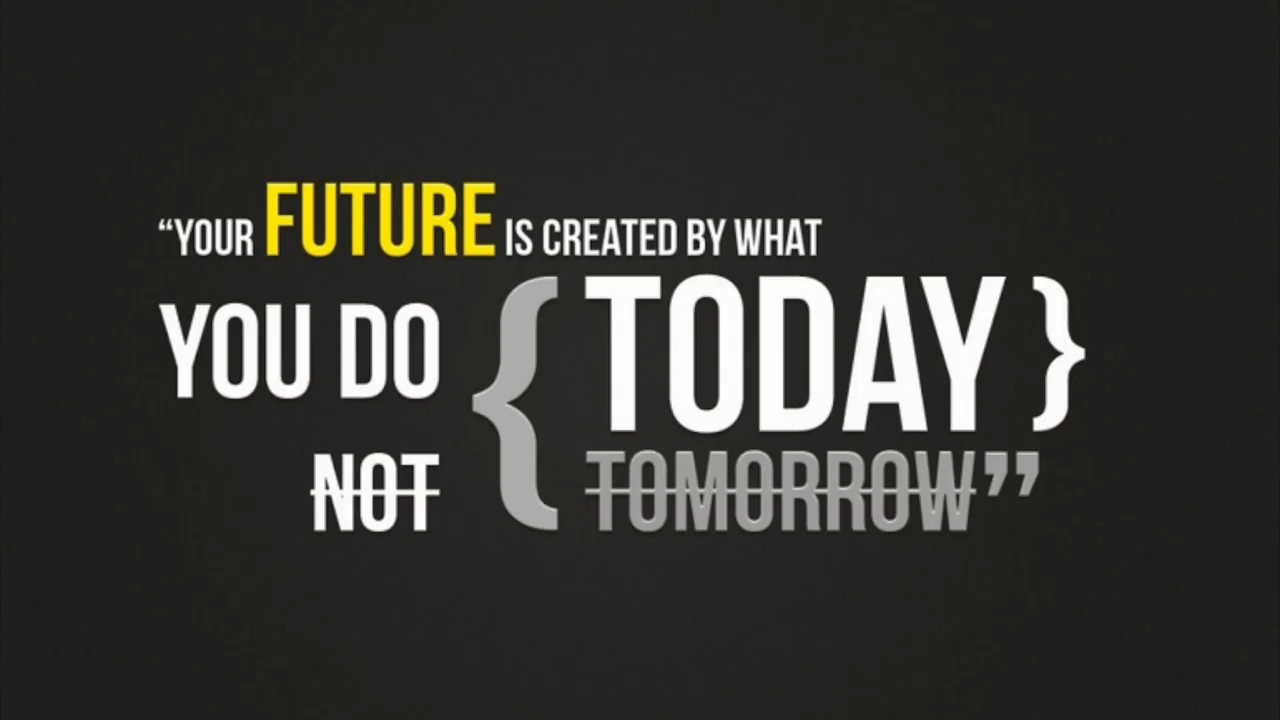 “YOUR FUTURE IS CREATED BY WHAT
YOU DO { TODAY }
NOT TOMORROW”